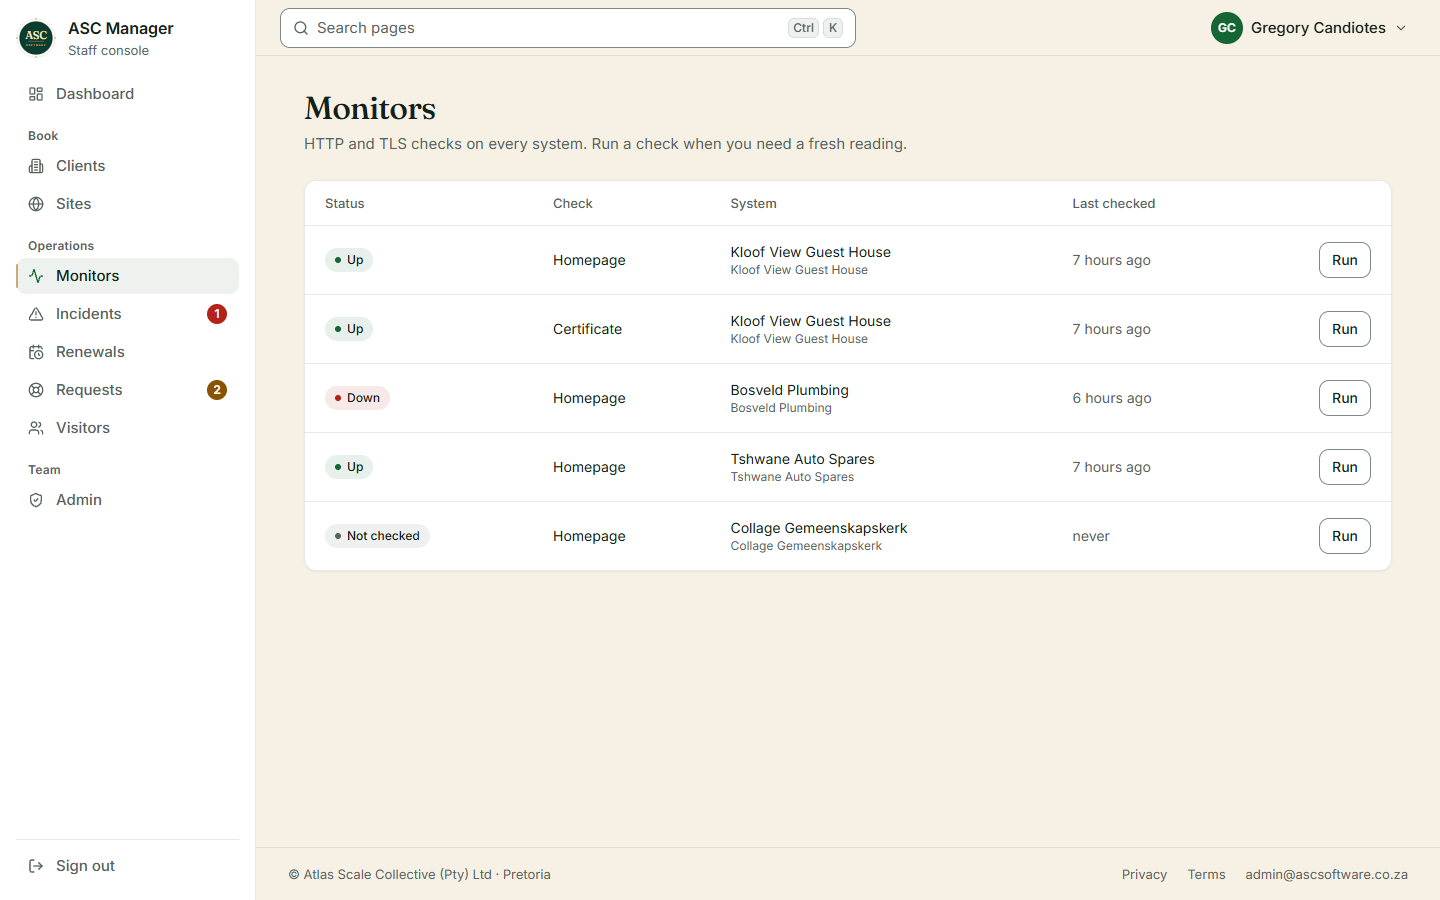 ASC
ASC Manager
Staff console
Dashboard
Book
Clients
Sites
Operations
Monitors
Incidents 1
Renewals
Requests 2
Visitors
Team
Admin
Sign out
Search pages Ctrl K
GC Gregory Candiotes
Monitors
HTTP and TLS checks on every system. Run a check when you need a fresh reading.
Status Check System Last checked
Up Homepage Kloof View Guest House 7 hours ago Run
Kloof View Guest House
Up Certificate Kloof View Guest House 7 hours ago Run
Kloof View Guest House
Down Homepage Bosveld Plumbing 6 hours ago Run
Bosveld Plumbing
Up Homepage Tshwane Auto Spares 7 hours ago Run
Tshwane Auto Spares
Not checked Homepage Collage Gemeenskapskerk never Run
Collage Gemeenskapskerk
© Atlas Scale Collective (Pty) Ltd · Pretoria
Privacy Terms admin@ascsoftware.co.za